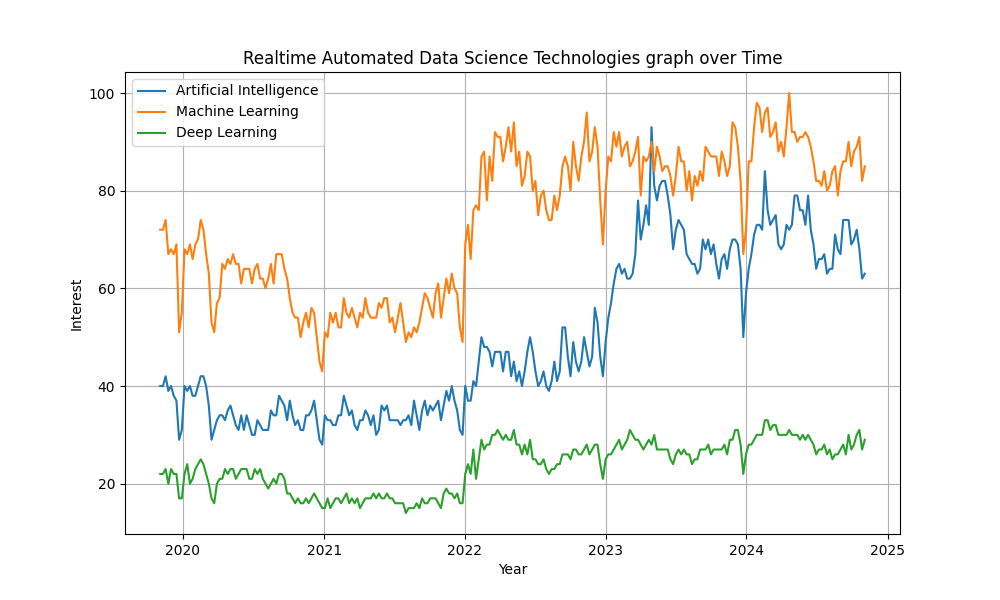 Realtime Automated Data Science Technologies graph over Time
Artificial Intelligence
Machine Learning
Deep Learning
100
80
60
40
20
Interest
2020 2021 2022 2023 2024 2025
Year